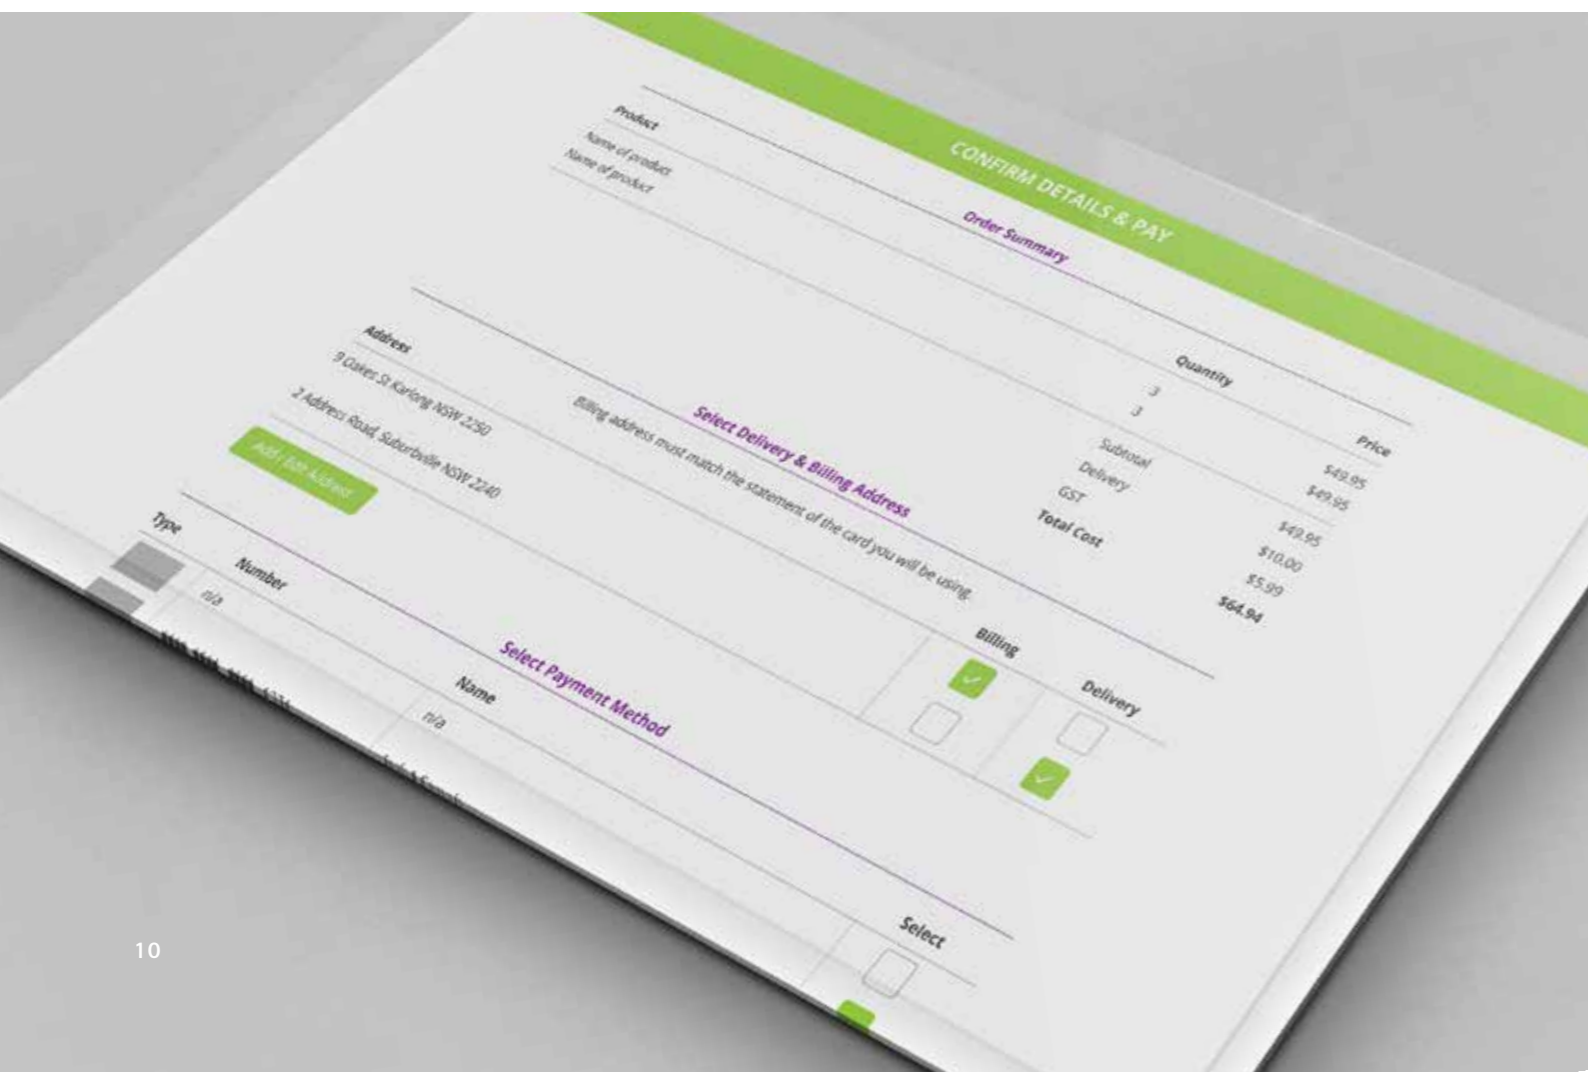 CONFIRM DETAILS & PAY
Order Summary
Product Quantity Price
Name of product 3 $49.95
Name of product 3 $49.95
Subtotal $49.95
Delivery $10.00
GST $5.99
Total Cost $64.94
Select Delivery & Billing Address
Billing address must match the statement of the card you will be using.
Address Billing Delivery
9 Oakes St Kariong NSW 2250
2 Address Road, Suburbville NSW 2240
Add / Edit Address
Select Payment Method
Type Number Name Select
n/a n/a
10